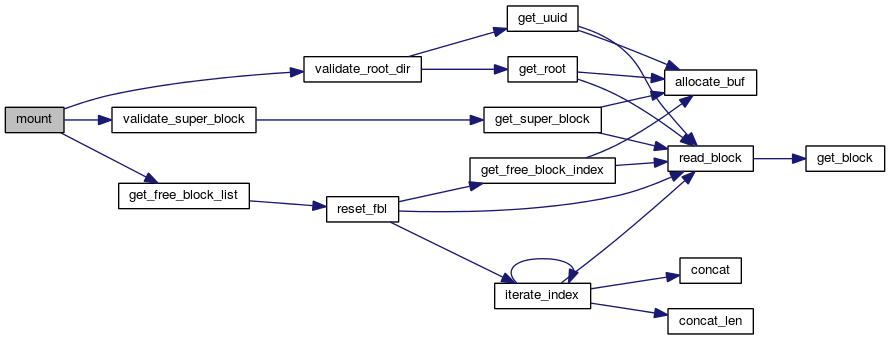 get_uuid
validate_root_dir
get_root
allocate_buf
mount
validate_super_block
get_super_block
read_block
get_block
get_free_block_index
get_free_block_list
reset_fbl
concat
iterate_index
concat_len